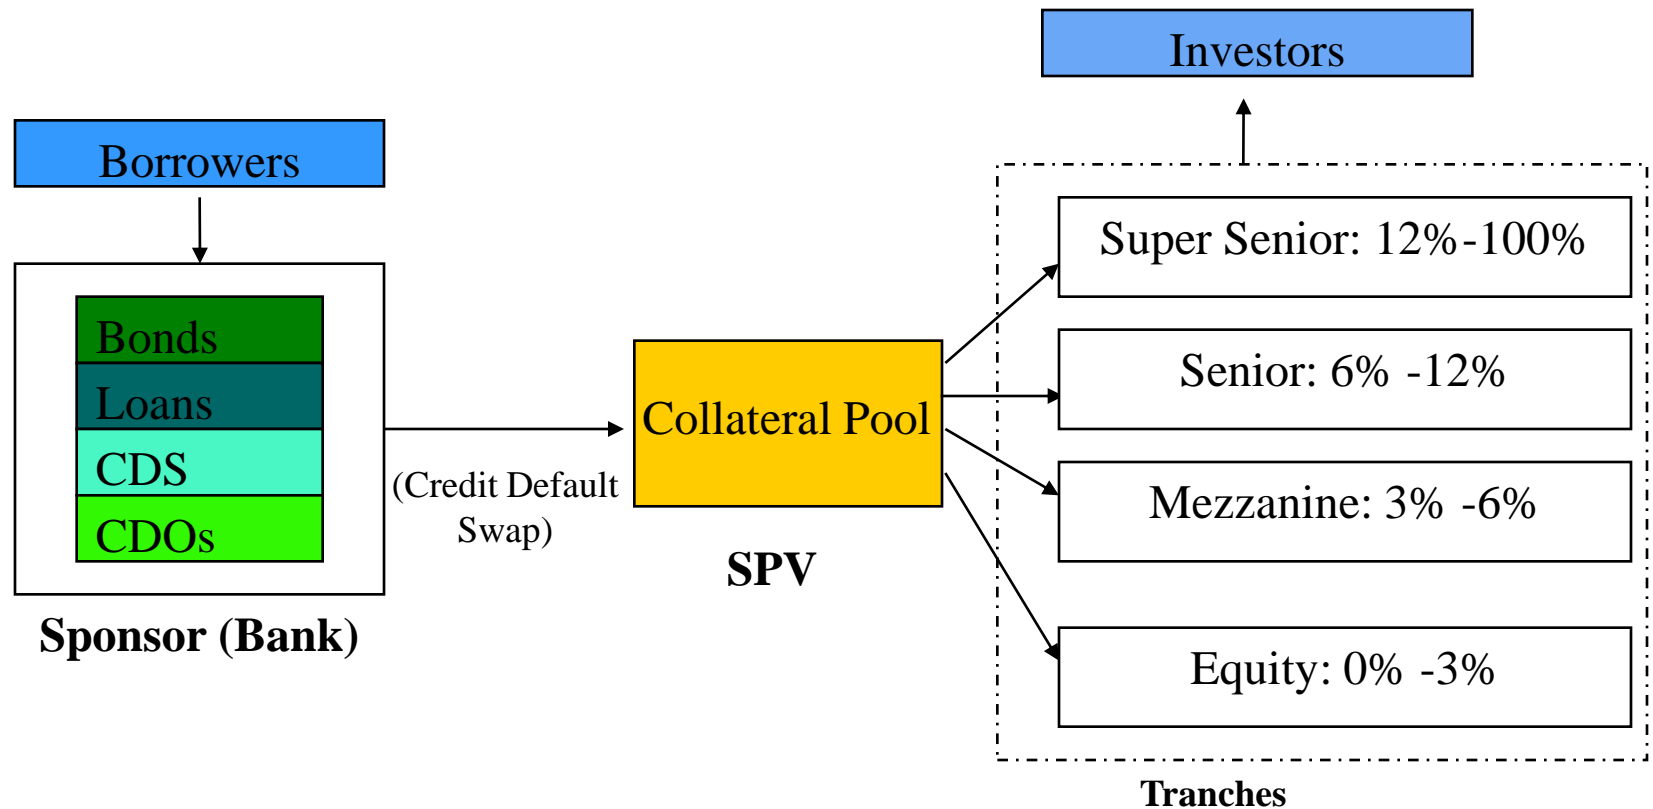 Borrowers
Bonds
Loans
CDS
CDOs
Sponsor (Bank)
(Credit Default
Swap)
Collateral Pool
SPV
Investors
Super Senior: 12%-100%
Senior: 6% -12%
Mezzanine: 3% -6%
Equity: 0% -3%
Tranches